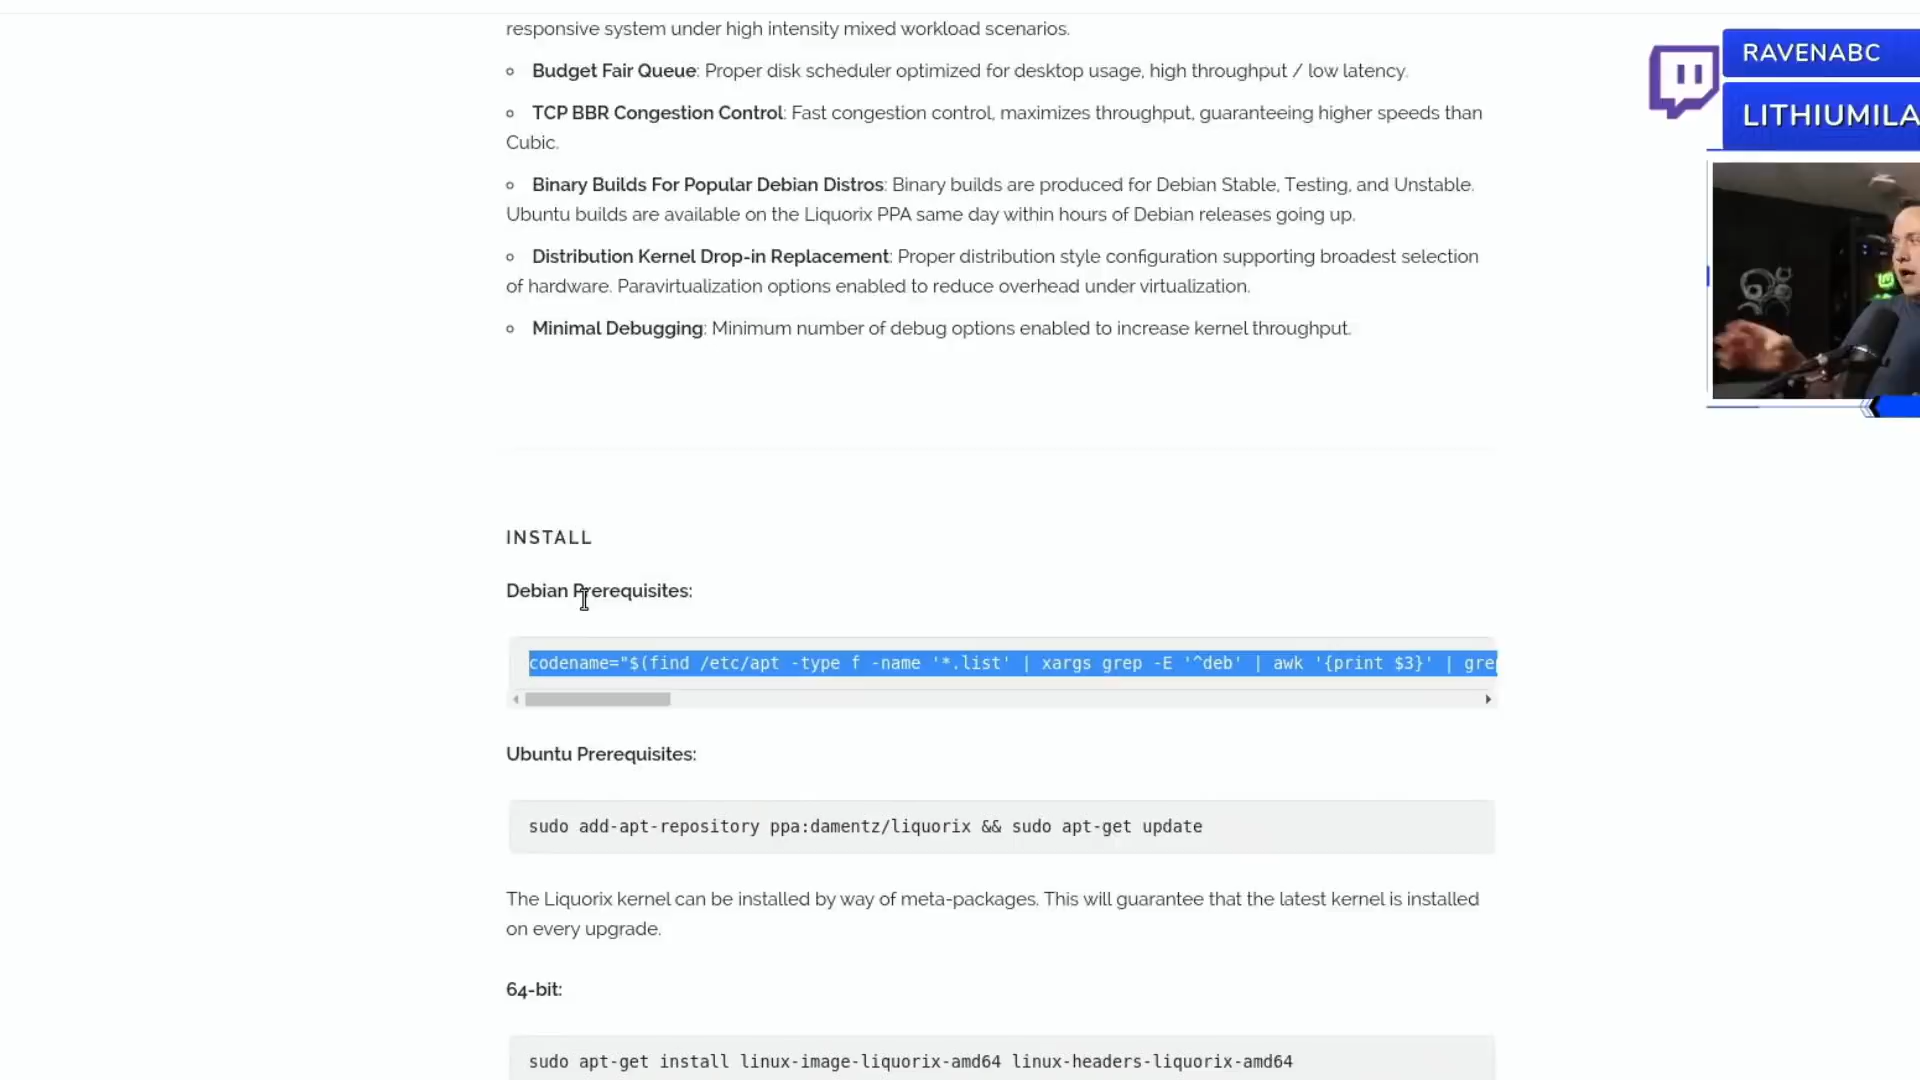 responsive system under high intensity mixed workload scenarios.
Budget Fair Queue: Proper disk scheduler optimized for desktop usage, high throughput / low latency.
TCP BBR Congestion Control: Fast congestion control, maximizes throughput, guaranteeing higher speeds than
Cubic.
Binary Builds For Popular Debian Distros: Binary builds are produced for Debian Stable, Testing, and Unstable.
Ubuntu builds are available on the Liquorix PPA same day within hours of Debian releases going up.
Distribution Kernel Drop-in Replacement: Proper distribution style configuration supporting broadest selection
of hardware. Paravirtualization options enabled to reduce overhead under virtualization.
Minimal Debugging: Minimum number of debug options enabled to increase kernel throughput.
INSTALL
Debian Prerequisites:
codename="$(find /etc/apt -type f -name '*.list' | xargs grep -E '^deb' | awk '{print $3}' | grep
Ubuntu Prerequisites:
sudo add-apt-repository ppa:damentz/liquorix && sudo apt-get update
The Liquorix kernel can be installed by way of meta-packages. This will guarantee that the latest kernel is installed
on every upgrade.
64-bit:
sudo apt-get install linux-image-liquorix-amd64 linux-headers-liquorix-amd64
RAVENABC
LITHIUMILA